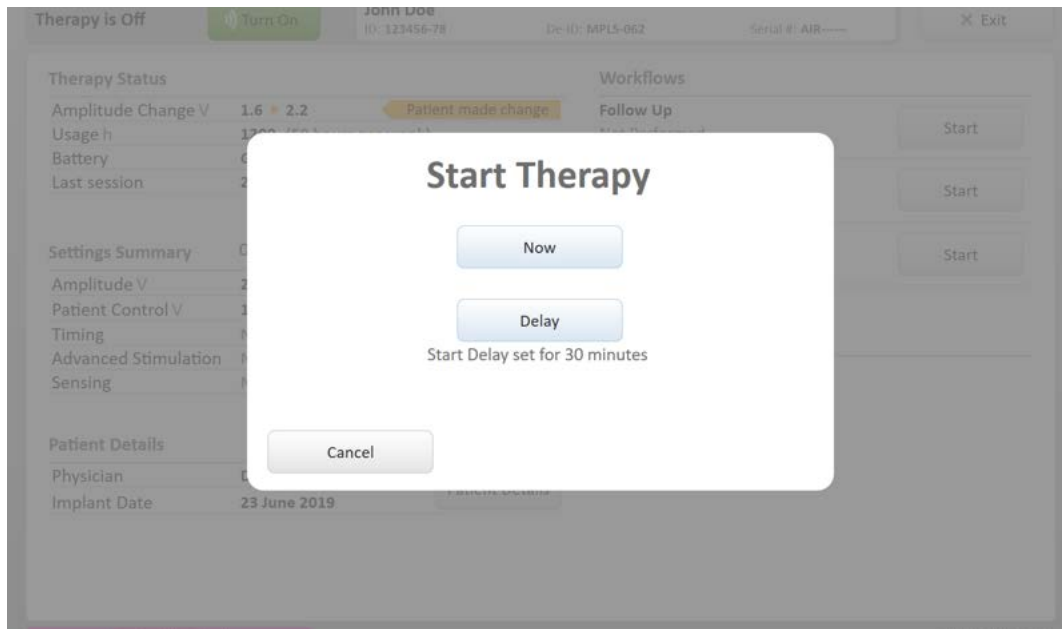 Therapy is Off
Turn On
John Doe
ID: 123456-78
De-ID: MPLS-062
Serial #: AIR------
× Exit
Therapy Status
Workflows
Amplitude Change V 1.6 2.2
Patient made change
Follow Up
Usage h
Start
Battery
Last session
Start
Start Therapy
Now
Settings Summary
Start
Amplitude V
Patient Control V
Delay
Timing
Start Delay set for 30 minutes
Advanced Stimulation
Sensing
Patient Details
Cancel
Physician
Patient Details
Implant Date 23 June 2019